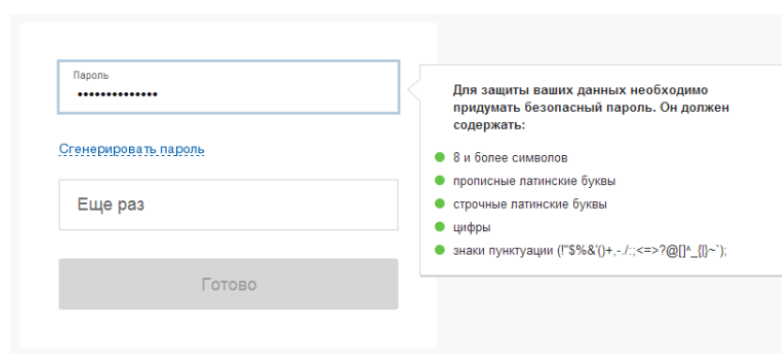 Пароль
••••••••••••••
Сгенерировать пароль
Еще раз
Готово
Для защиты ваших данных необходимо
придумать безопасный пароль. Он должен
содержать:
8 и более символов
прописные латинские буквы
строчные латинские буквы
цифры
знаки пунктуации (!"$%&'()+,-./:;<=>?@[]^_{|}~`);